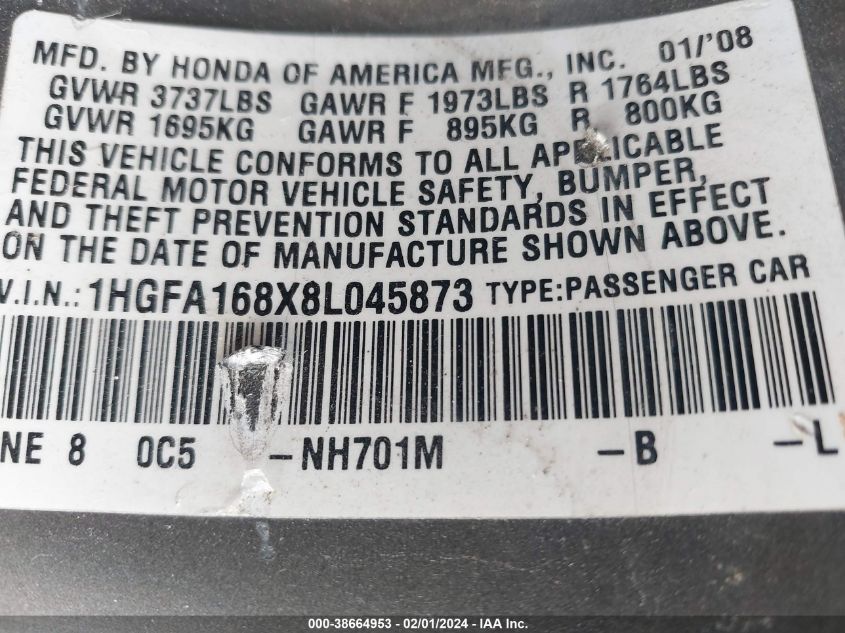 MFD. BY HONDA OF AMERICA MFG., INC. 01/'08
GVWR 3737LBS GAWR F 1973LBS R 1764LBS
GVWR 1695KG GAWR F 895KG R 800KG
THIS VEHICLE CONFORMS TO ALL APPLICABLE
FEDERAL MOTOR VEHICLE SAFETY, BUMPER,
AND THEFT PREVENTION STANDARDS IN EFFECT
ON THE DATE OF MANUFACTURE SHOWN ABOVE.
V.I.N.: 1HGFA168X8L045873 TYPE:PASSENGER CAR
NE 8 0C5 -NH701M -B -L
000-38664953 - 02/01/2024 - IAA Inc.